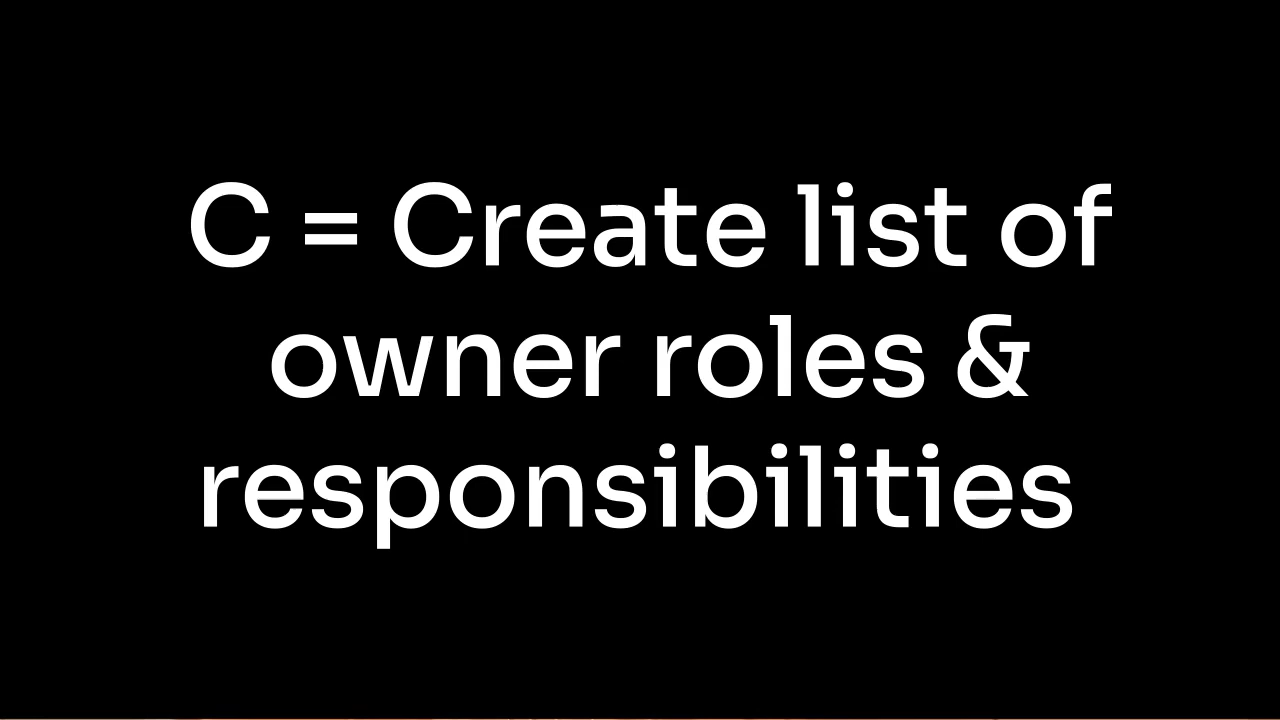 C = Create list of
owner roles &
responsibilities